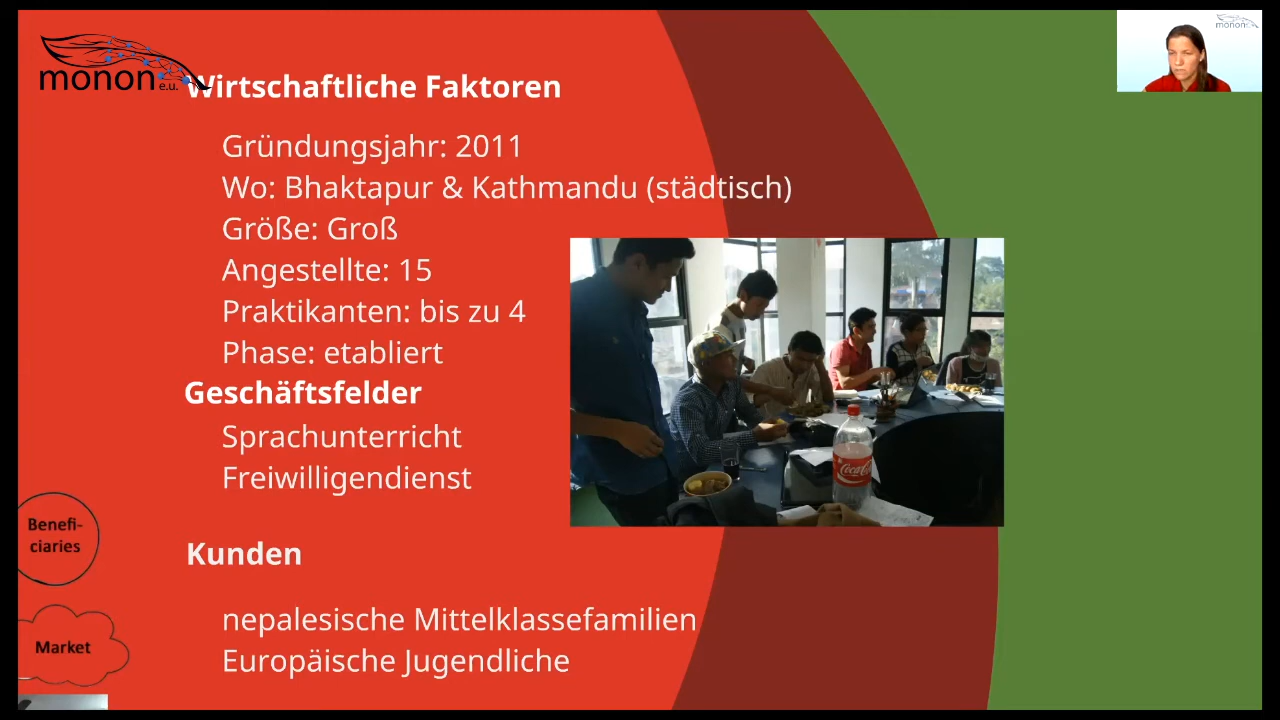 monon e.u.
Wirtschaftliche Faktoren
Gründungsjahr: 2011
Wo: Bhaktapur & Kathmandu (städtisch)
Größe: Groß
Angestellte: 15
Praktikanten: bis zu 4
Phase: etabliert
Geschäftsfelder
Sprachunterricht
Freiwilligendienst
Kunden
nepalesische Mittelklassefamilien
Europäische Jugendliche
Benefi-
ciaries
Market
monon